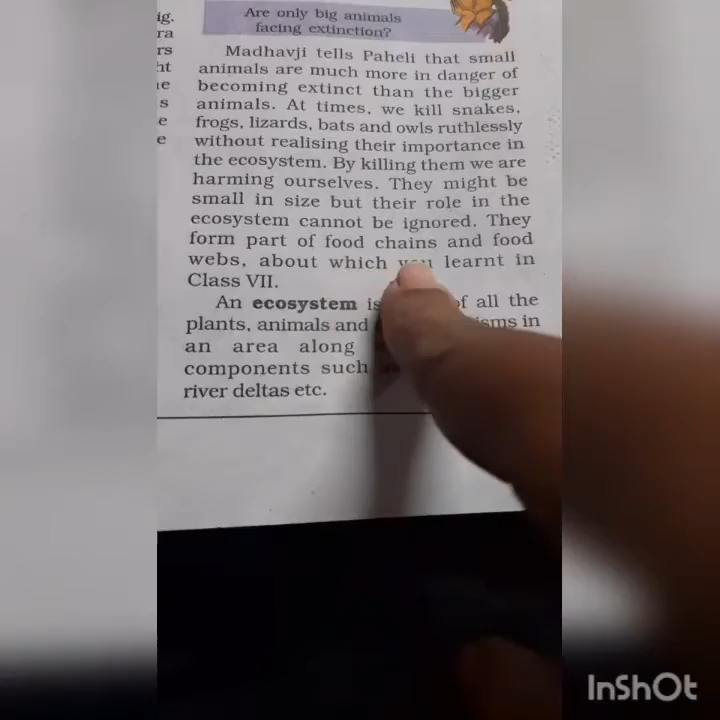 ig.
ra
rs
ht
ne
s
e
e
Are only big animals
facing extinction?
Madhavji tells Paheli that small
animals are much more in danger of
becoming extinct than the bigger
animals. At times, we kill snakes,
frogs, lizards, bats and owls ruthlessly
without realising their importance in
the ecosystem. By killing them we are
harming ourselves. They might be
small in size but their role in the
ecosystem cannot be ignored. They
form part of food chains and food
webs, about which you learnt in
Class VII.
An ecosystem is of all the
plants, animals and isms in
an area along
components such
river deltas etc.
InShOt